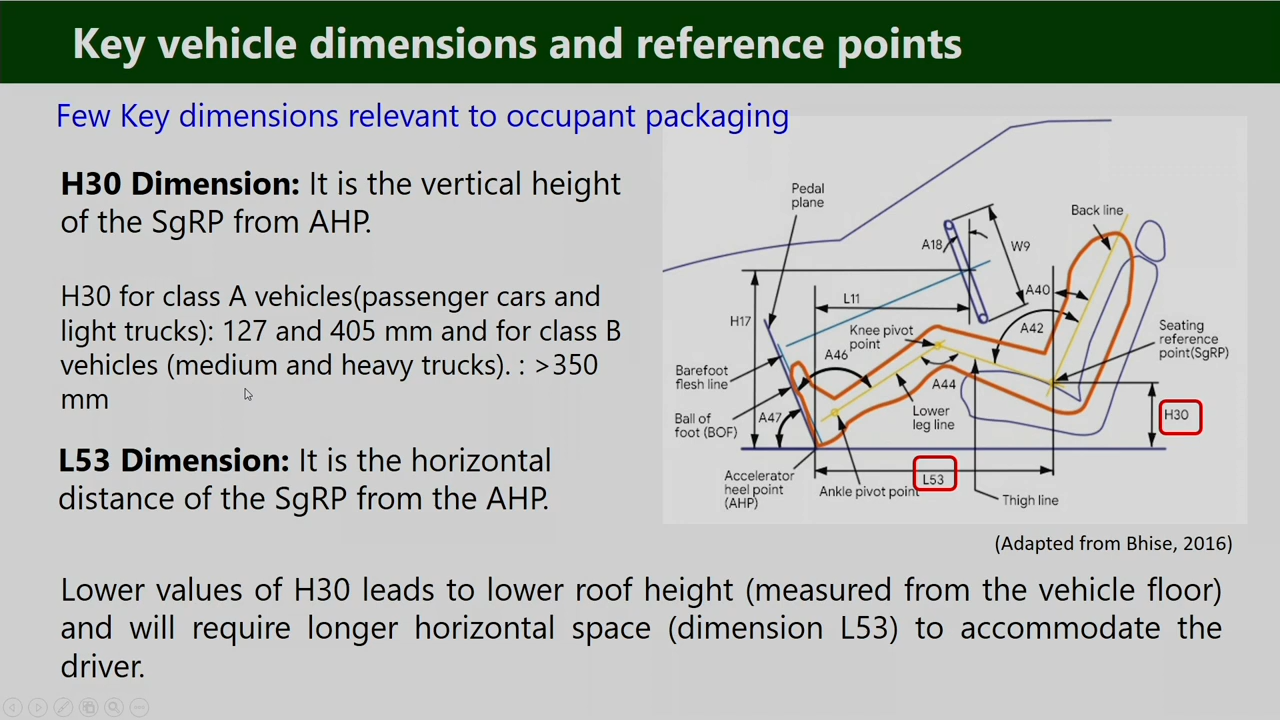 Key vehicle dimensions and reference points
Few Key dimensions relevant to occupant packaging
H30 Dimension: It is the vertical height
of the SgRP from AHP.
H30 for class A vehicles(passenger cars and
light trucks): 127 and 405 mm and for class B
vehicles (medium and heavy trucks). : >350
mm
L53 Dimension: It is the horizontal
distance of the SgRP from the AHP.
Pedal
plane
Back line
A18
W9
A40
L11
H17
Knee pivot
point
A42
Seating
reference
point(SgRP)
A46
Barefoot
flesh line
A44
Ball of
foot (BOF)
A47
Lower
leg line
H30
Accelerator
heel point
(AHP)
Ankle pivot point
L53
Thigh line
(Adapted from Bhise, 2016)
Lower values of H30 leads to lower roof height (measured from the vehicle floor)
and will require longer horizontal space (dimension L53) to accommodate the
driver.